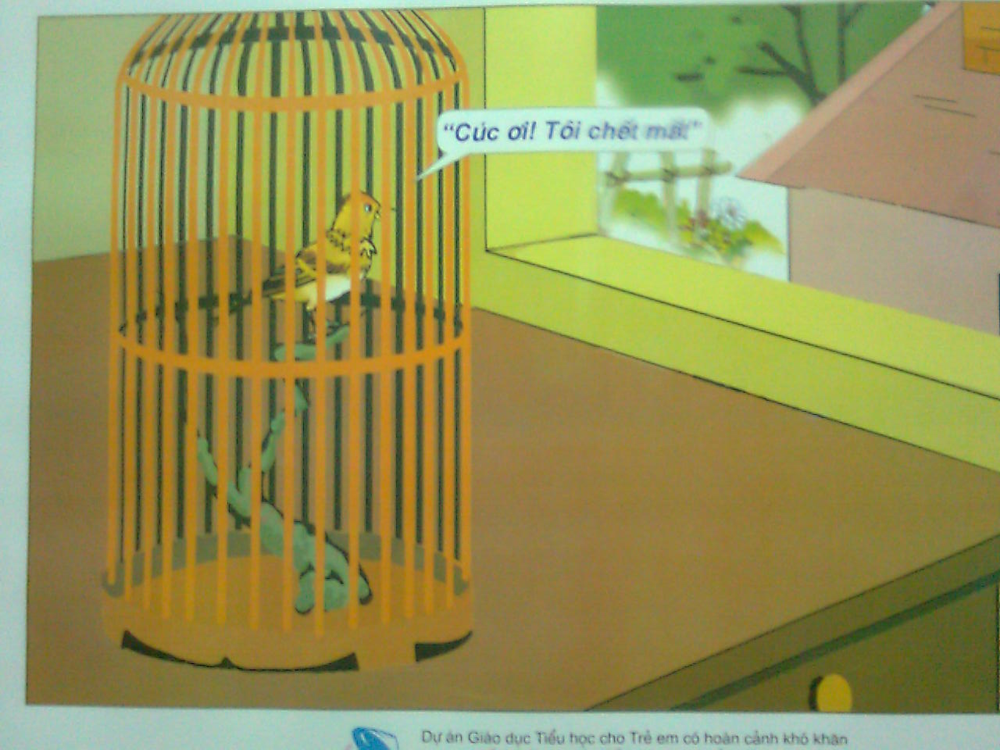 “Cúc ơi! Tôi chết mất”
Dự án Giáo dục Tiểu học cho Trẻ em có hoàn cảnh khó khăn